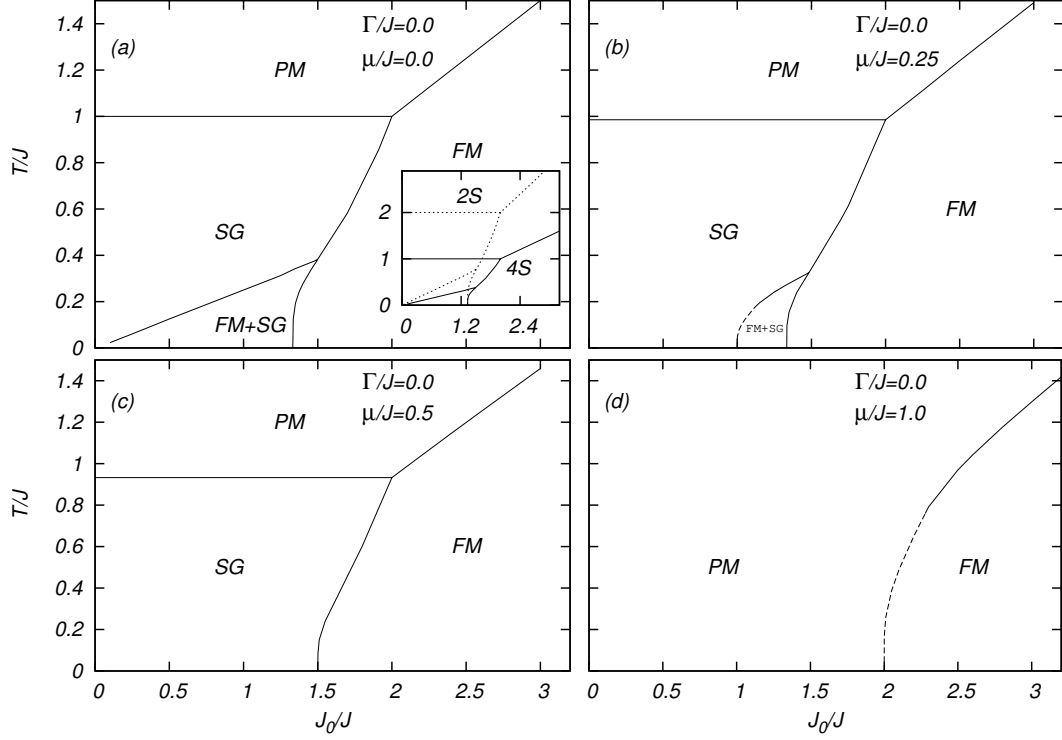 (a)
Γ/J=0.0
μ/J=0.0
PM
SG
FM+SG
FM
T/J
0
0.2
0.4
0.6
0.8
1
1.2
1.4
2S
4S
2
1
0
0 1.2 2.4
(b)
Γ/J=0.0
μ/J=0.25
PM
SG
FM+SG
FM
(c)
Γ/J=0.0
μ/J=0.5
PM
SG
FM
T/J
1.4
1.2
1
0.8
0.6
0.4
0.2
0
0 0.5 1 1.5 2 2.5 3
J_0/J
(d)
Γ/J=0.0
μ/J=1.0
PM
FM
0 0.5 1 1.5 2 2.5 3
J_0/J